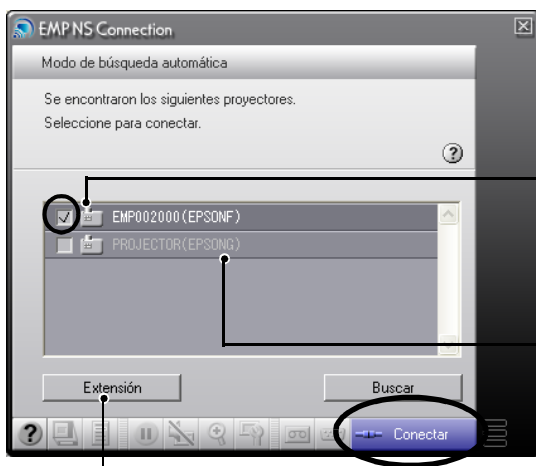 EMP NS Connection
Modo de búsqueda automática
Se encontraron los siguientes proyectores.
Seleccione para conectar.
EMP002000(EPSONF)
PROJECTOR(EPSONG)
Extensión
Buscar
Conectar